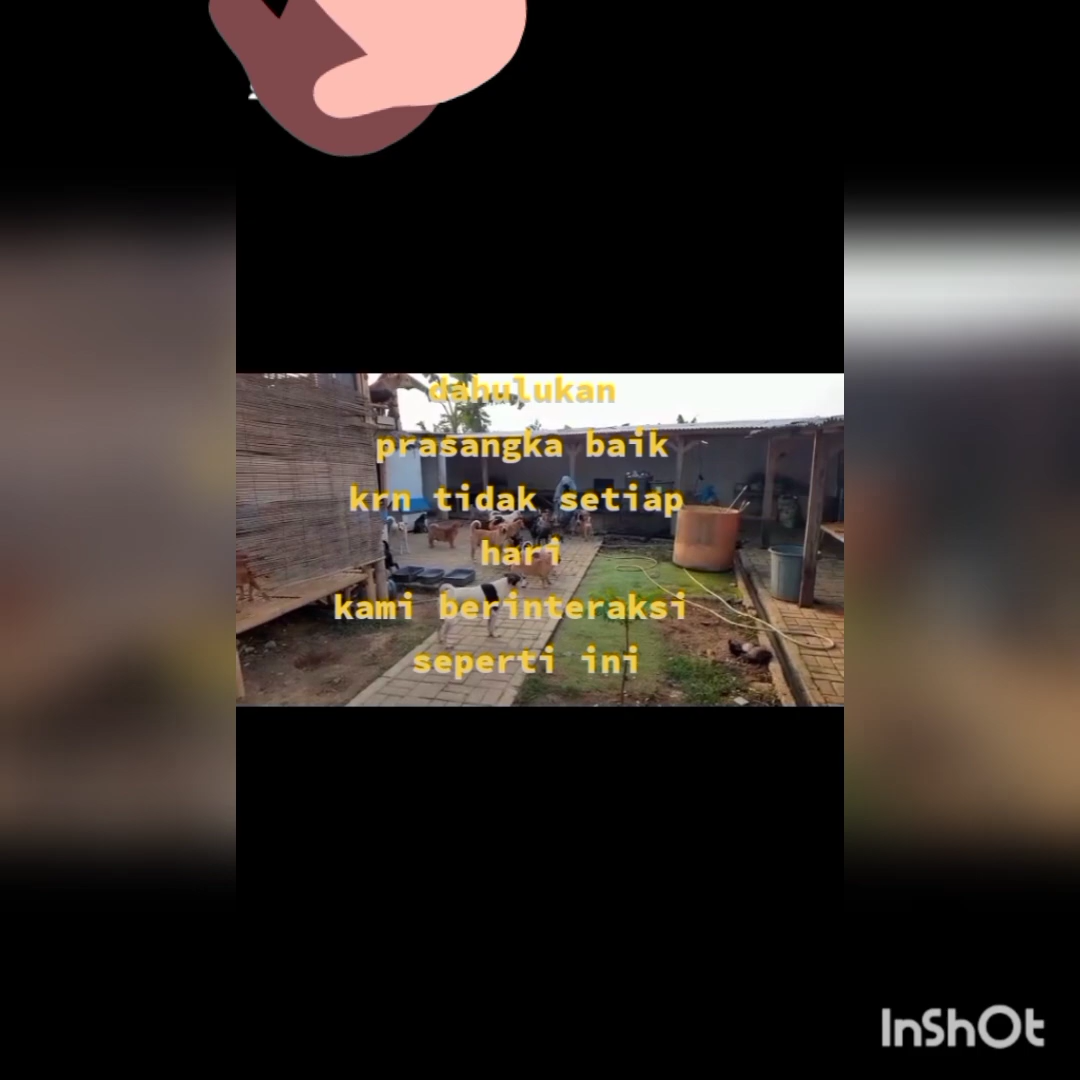 dahulukan
prasangka baik
krn tidak setiap
hari
kami berinteraksi
seperti ini
InShOt